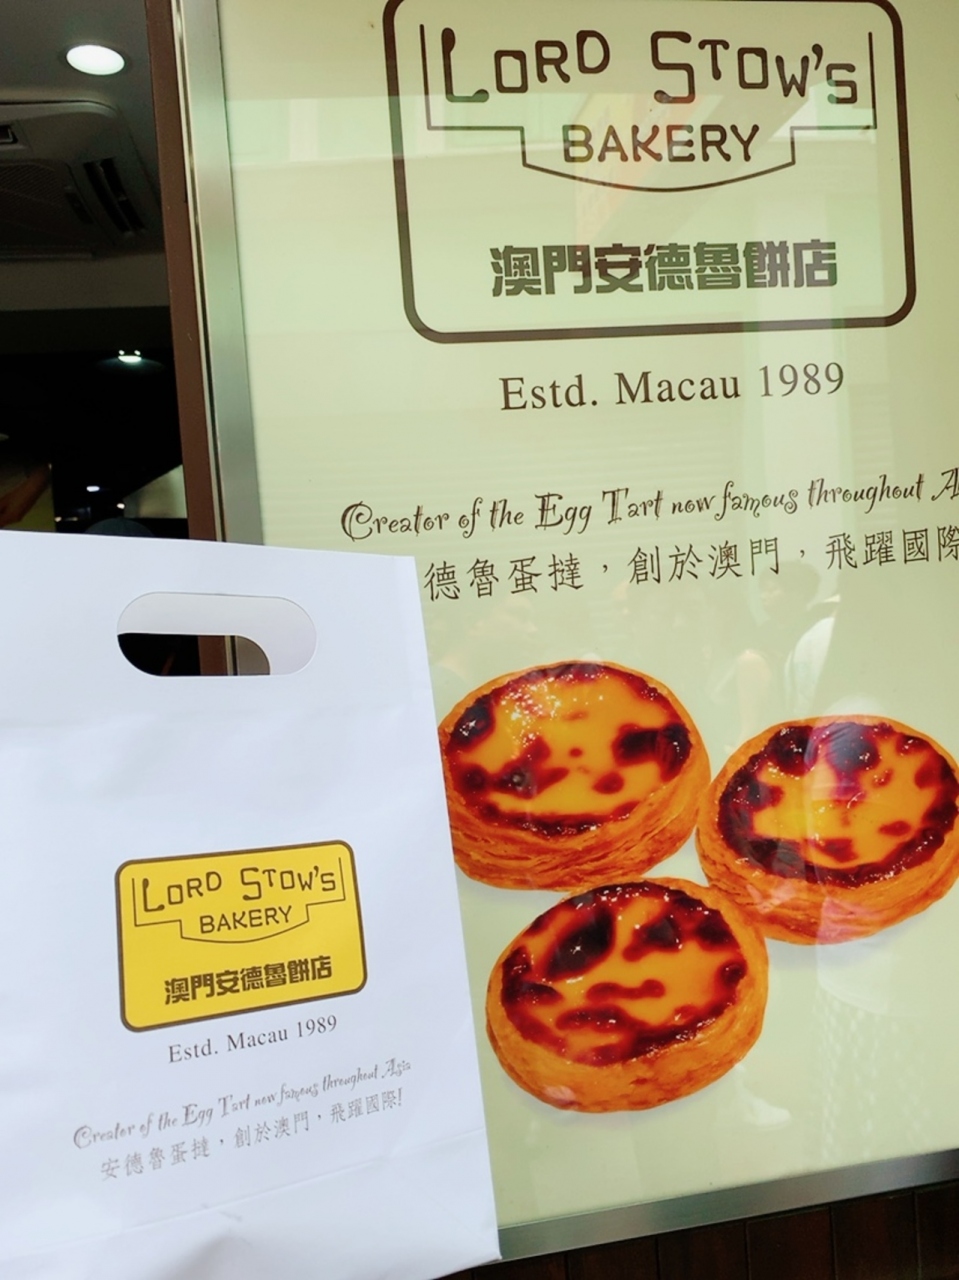 LORD STOW'S
BAKERY
澳門安德魯餅店
Estd. Macau 1989
Creator of the Egg Tart now famous throughout
德魯蛋撻，創於澳門，飛躍國際
LORD STOW'S
BAKERY
澳門安德魯餅店
Estd. Macau 1989
Creator of the Egg Tart now famous throughout Asia
安德魯蛋撻，創於澳門，飛躍國際!